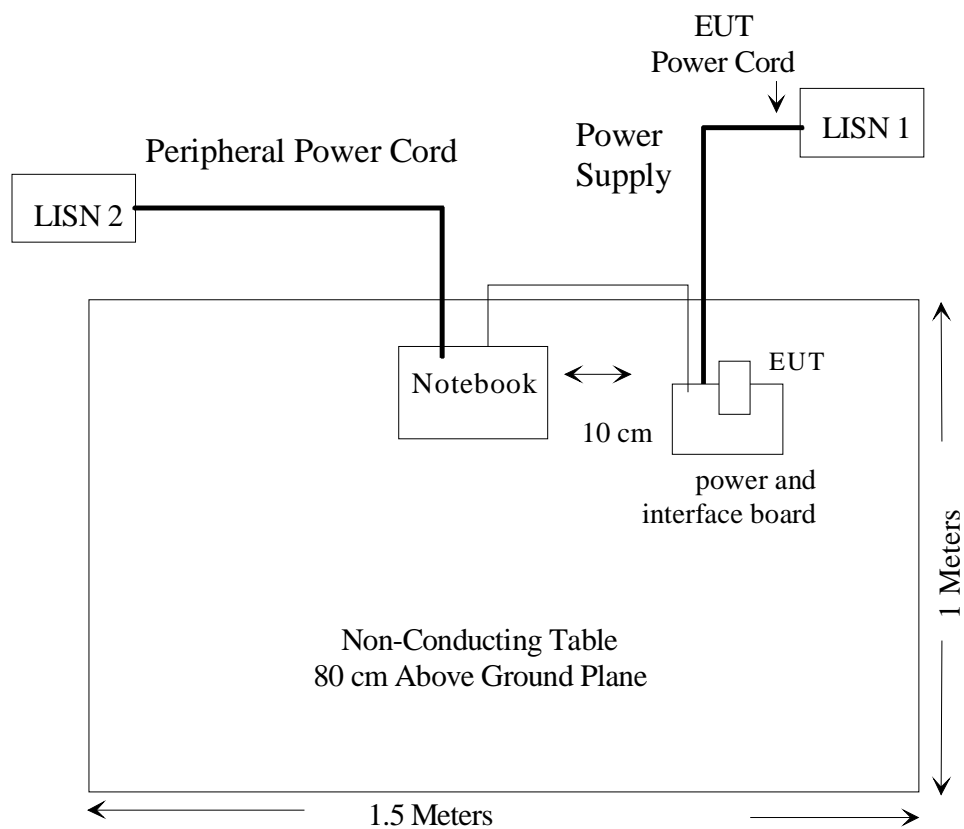 EUT
Power Cord
LISN 1
Power
Supply
Peripheral Power Cord
LISN 2
EUT
Notebook
10 cm
power and
interface board
1 Meters
Non-Conducting Table
80 cm Above Ground Plane
1.5 Meters